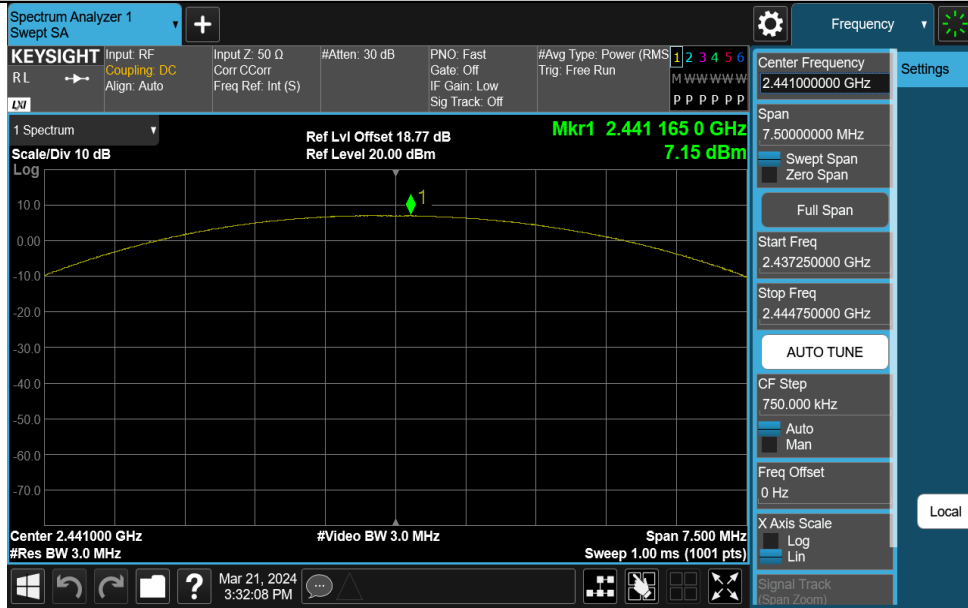 Spectrum Analyzer 1
Swept SA
+
Frequency
KEYSIGHT
R L
LXI
Input: RF
Coupling: DC
Align: Auto
Input Z: 50 Ω
Corr CCorr
Freq Ref: Int (S)
#Atten: 30 dB
PNO: Fast
Gate: Off
IF Gain: Low
Sig Track: Off
#Avg Type: Power (RMS
Trig: Free Run
1 2 3 4 5 6
M W W W W W
P P P P P P
1 Spectrum
Scale/Div 10 dB
Log
Ref Lvl Offset 18.77 dB
Ref Level 20.00 dBm
Mkr1 2.441 165 0 GHz
7.15 dBm
1
10.0
0.00
-10.0
-20.0
-30.0
-40.0
-50.0
-60.0
-70.0
Center 2.441000 GHz
#Res BW 3.0 MHz
#Video BW 3.0 MHz
Span 7.500 MHz
Sweep 1.00 ms (1001 pts)
?
Mar 21, 2024
3:32:08 PM
Center Frequency
2.441000000 GHz
Span
7.50000000 MHz
Swept Span
Zero Span
Full Span
Start Freq
2.437250000 GHz
Stop Freq
2.444750000 GHz
AUTO TUNE
CF Step
750.000 kHz
Auto
Man
Freq Offset
0 Hz
X Axis Scale
Log
Lin
Signal Track
(Span Zoom)
Settings
Local